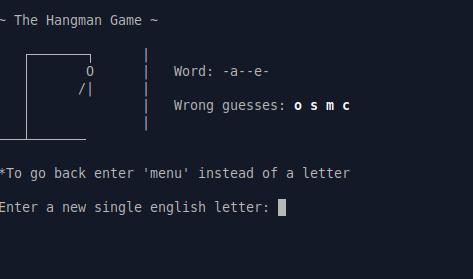 ~ The Hangman Game ~
Word: -a--e-
Wrong guesses: o s m c
*To go back enter 'menu' instead of a letter
Enter a new single english letter: